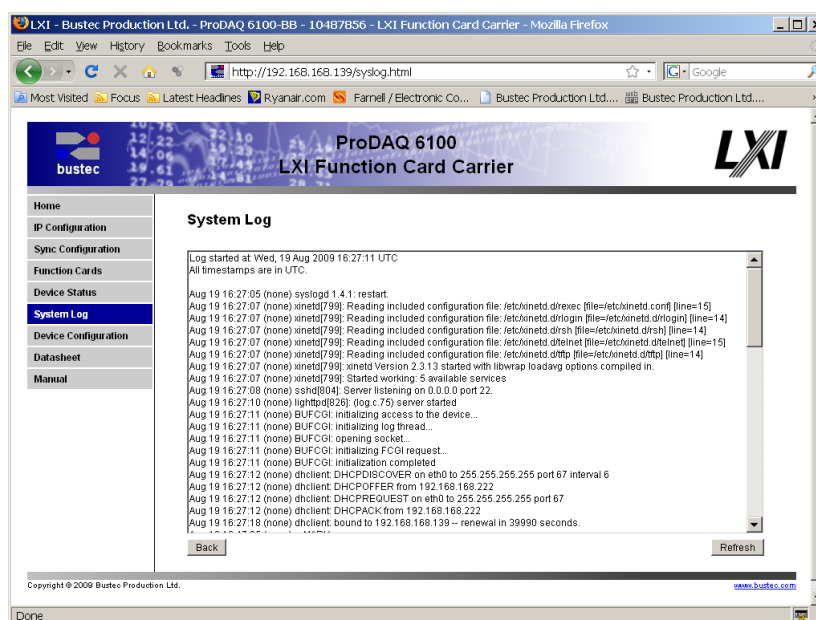 LXI - Bustec Production Ltd. - ProDAQ 6100-BB - 10487856 - LXI Function Card Carrier - Mozilla Firefox
File Edit View History Bookmarks Tools Help
http://192.168.168.139/syslog.html
Google
Most Visited Focus Latest Headlines Ryanair.com Farnell / Electronic Co... Bustec Production Ltd.... Bustec Production Ltd....
bustec
ProDAQ 6100
LXI Function Card Carrier
LXI
Home
IP Configuration
Sync Configuration
Function Cards
Device Status
System Log
Device Configuration
Datasheet
Manual
System Log
Log started at: Wed, 19 Aug 2009 16:27:11 UTC
All timestamps are in UTC.
Aug 19 16:27:05 (none) syslogd 1.4.1: restart.
Aug 19 16:27:07 (none) xinetd[799]: Reading included configuration file: /etc/xinetd.d/rexec [file=/etc/xinetd.conf] [line=15]
Aug 19 16:27:07 (none) xinetd[799]: Reading included configuration file: /etc/xinetd.d/rlogin [file=/etc/xinetd.d/rlogin] [line=14]
Aug 19 16:27:07 (none) xinetd[799]: Reading included configuration file: /etc/xinetd.d/rsh [file=/etc/xinetd.d/rsh] [line=14]
Aug 19 16:27:07 (none) xinetd[799]: Reading included configuration file: /etc/xinetd.d/telnet [file=/etc/xinetd.d/telnet] [line=15]
Aug 19 16:27:07 (none) xinetd[799]: Reading included configuration file: /etc/xinetd.d/tftp [file=/etc/xinetd.d/tftp] [line=14]
Aug 19 16:27:07 (none) xinetd[799]: xinetd Version 2.3.13 started with libwrap loadavg options compiled in.
Aug 19 16:27:07 (none) xinetd[799]: Started working: 5 available services
Aug 19 16:27:08 (none) sshd[804]: Server listening on 0.0.0.0 port 22.
Aug 19 16:27:10 (none) lighttpd[826]: (log.c.75) server started
Aug 19 16:27:11 (none) BUFCGI: initializing access to the device...
Aug 19 16:27:11 (none) BUFCGI: initializing log thread...
Aug 19 16:27:11 (none) BUFCGI: opening socket...
Aug 19 16:27:11 (none) BUFCGI: initializing FCGI request...
Aug 19 16:27:11 (none) BUFCGI: initialization completed
Aug 19 16:27:12 (none) dhclient: DHCPDISCOVER on eth0 to 255.255.255.255 port 67 interval 6
Aug 19 16:27:12 (none) dhclient: DHCPOFFER from 192.168.168.222
Aug 19 16:27:12 (none) dhclient: DHCPREQUEST on eth0 to 255.255.255.255 port 67
Aug 19 16:27:12 (none) dhclient: DHCPACK from 192.168.168.222
Aug 19 16:27:18 (none) dhclient: bound to 192.168.168.139 -- renewal in 39990 seconds.
Back Refresh
Copyright © 2009 Bustec Production Ltd. www.bustec.com
Done